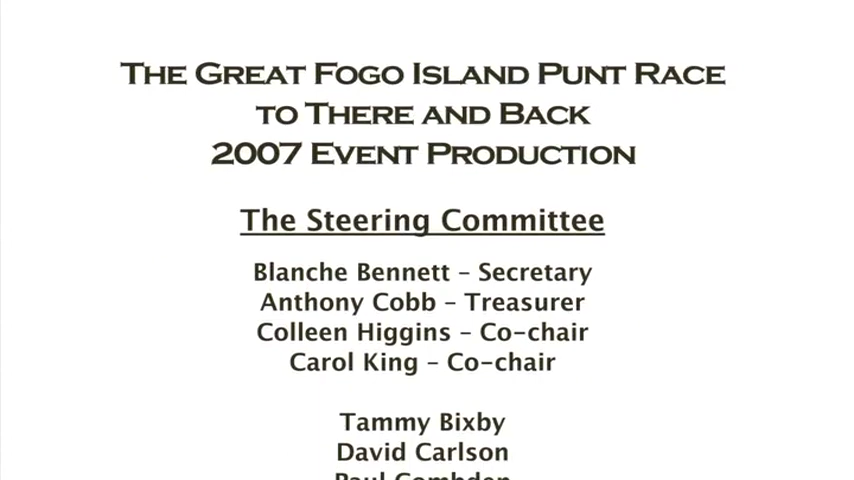 THE GREAT FOGO ISLAND PUNT RACE
TO THERE AND BACK
2007 EVENT PRODUCTION
The Steering Committee
Blanche Bennett – Secretary
Anthony Cobb – Treasurer
Colleen Higgins – Co-chair
Carol King – Co-chair
Tammy Bixby
David Carlson
Paul